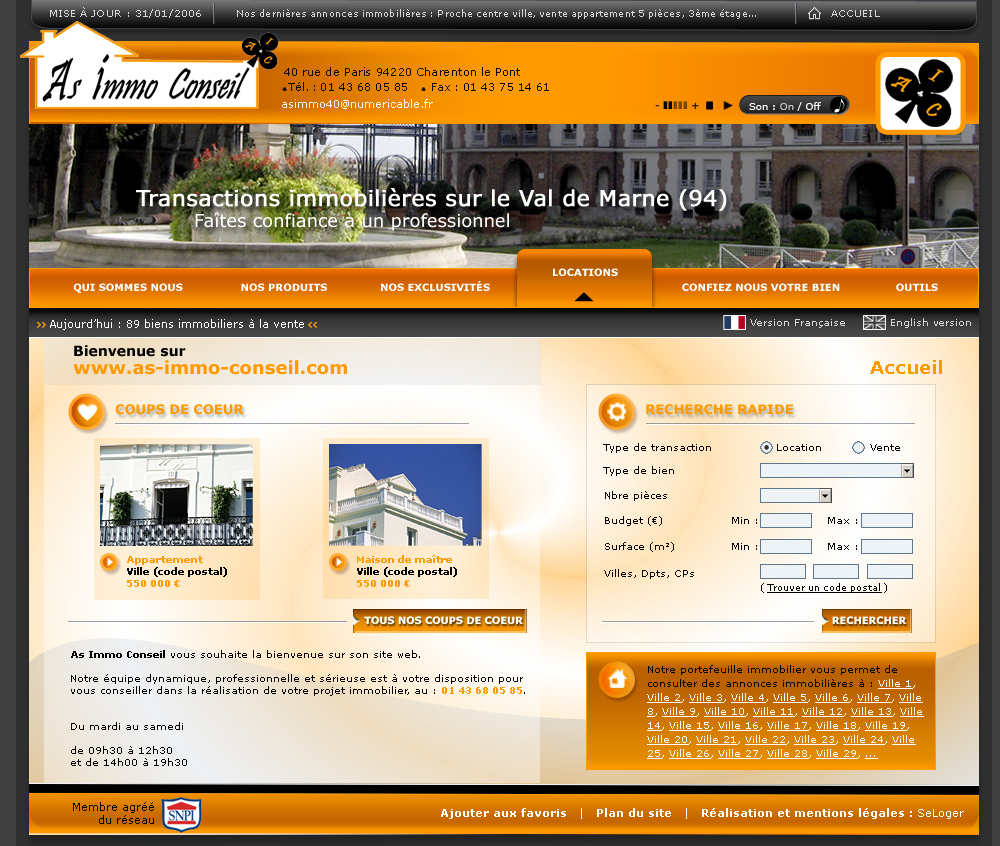 MISE À JOUR : 31/01/2006
Nos dernières annonces immobilières : Proche centre ville, vente appartement 5 pièces, 3ème étage...
ACCUEIL
As Immo Conseil
A I C
40 rue de Paris 94220 Charenton le Pont
Tél. : 01 43 68 05 85 • Fax : 01 43 75 14 61
asimmo40@numericable.fr
- + Son : On / Off
A I C
Transactions immobilières sur le Val de Marne (94)
Faîtes confiance à un professionnel
QUI SOMMES NOUS
NOS PRODUITS
NOS EXCLUSIVITÉS
LOCATIONS
CONFIEZ NOUS VOTRE BIEN
OUTILS
›› Aujourd'hui : 89 biens immobiliers à la vente ‹‹
Version Française
English version
Bienvenue sur
www.as-immo-conseil.com
Accueil
COUPS DE COEUR
Appartement
Ville (code postal)
550 000 €
Maison de maître
Ville (code postal)
550 000 €
TOUS NOS COUPS DE COEUR
As Immo Conseil vous souhaite la bienvenue sur son site web.
Notre équipe dynamique, professionnelle et sérieuse est à votre disposition pour
vous conseiller dans la réalisation de votre projet immobilier, au : 01 43 68 05 85.
Du mardi au samedi
de 09h30 à 12h30
et de 14h00 à 19h30
RECHERCHE RAPIDE
Type de transaction Location Vente
Type de bien
Nbre pièces
Budget (€) Min : Max :
Surface (m²) Min : Max :
Villes, Dpts, CPs
( Trouver un code postal )
RECHERCHER
Notre portefeuille immobilier vous permet de
consulter des annonces immobilières à : Ville 1,
Ville 2, Ville 3, Ville 4, Ville 5, Ville 6, Ville 7, Ville
8, Ville 9, Ville 10, Ville 11, Ville 12, Ville 13, Ville
14, Ville 15, Ville 16, Ville 17, Ville 18, Ville 19,
Ville 20, Ville 21, Ville 22, Ville 23, Ville 24, Ville
25, Ville 26, Ville 27, Ville 28, Ville 29, ...
Membre agréé
du réseau
SNPI
Ajouter aux favoris | Plan du site | Réalisation et mentions légales : SeLoger